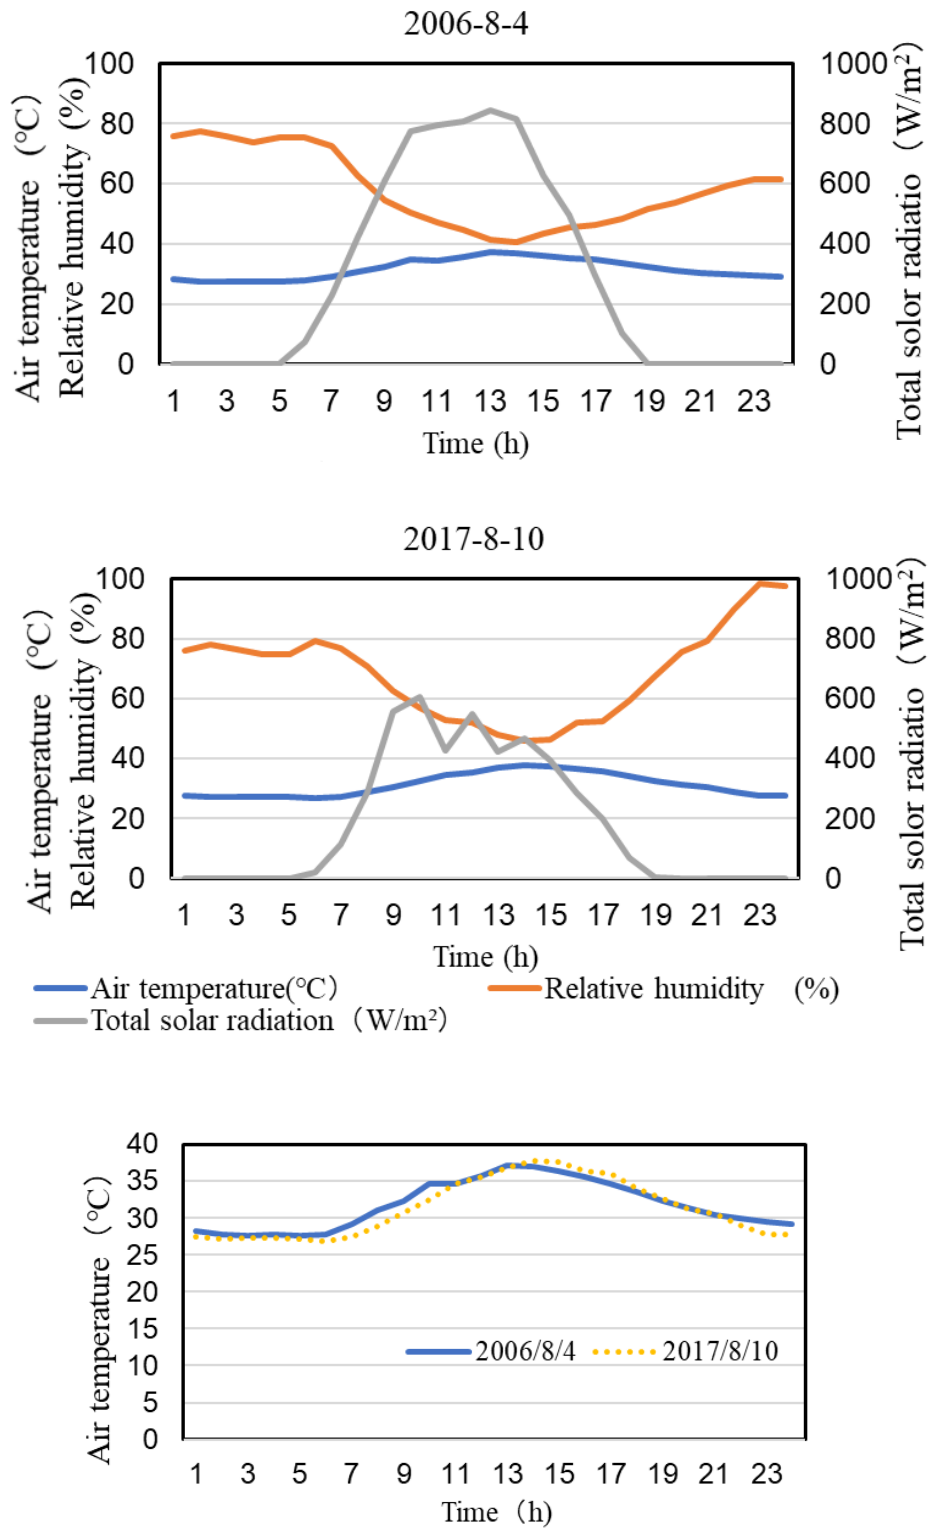 2006-8-4
Air temperature (°C)
Relative humidity (%)
100
80
60
40
20
0
1000
800
600
400
200
0
Total solor radiatio（W/m²）
1 3 5 7 9 11 13 15 17 19 21 23
Time (h)
2017-8-10
Air temperature (°C)
Relative humidity (%)
100
80
60
40
20
0
1000
800
600
400
200
0
Total solor radiatio（W/m²）
1 3 5 7 9 11 13 15 17 19 21 23
Time (h)
Air temperature(°C） Relative humidity (%)
Total solar radiation（W/m²）
Air temperature（°C）
40
35
30
25
20
15
10
5
0
2006/8/4 2017/8/10
1 3 5 7 9 11 13 15 17 19 21 23
Time（h）